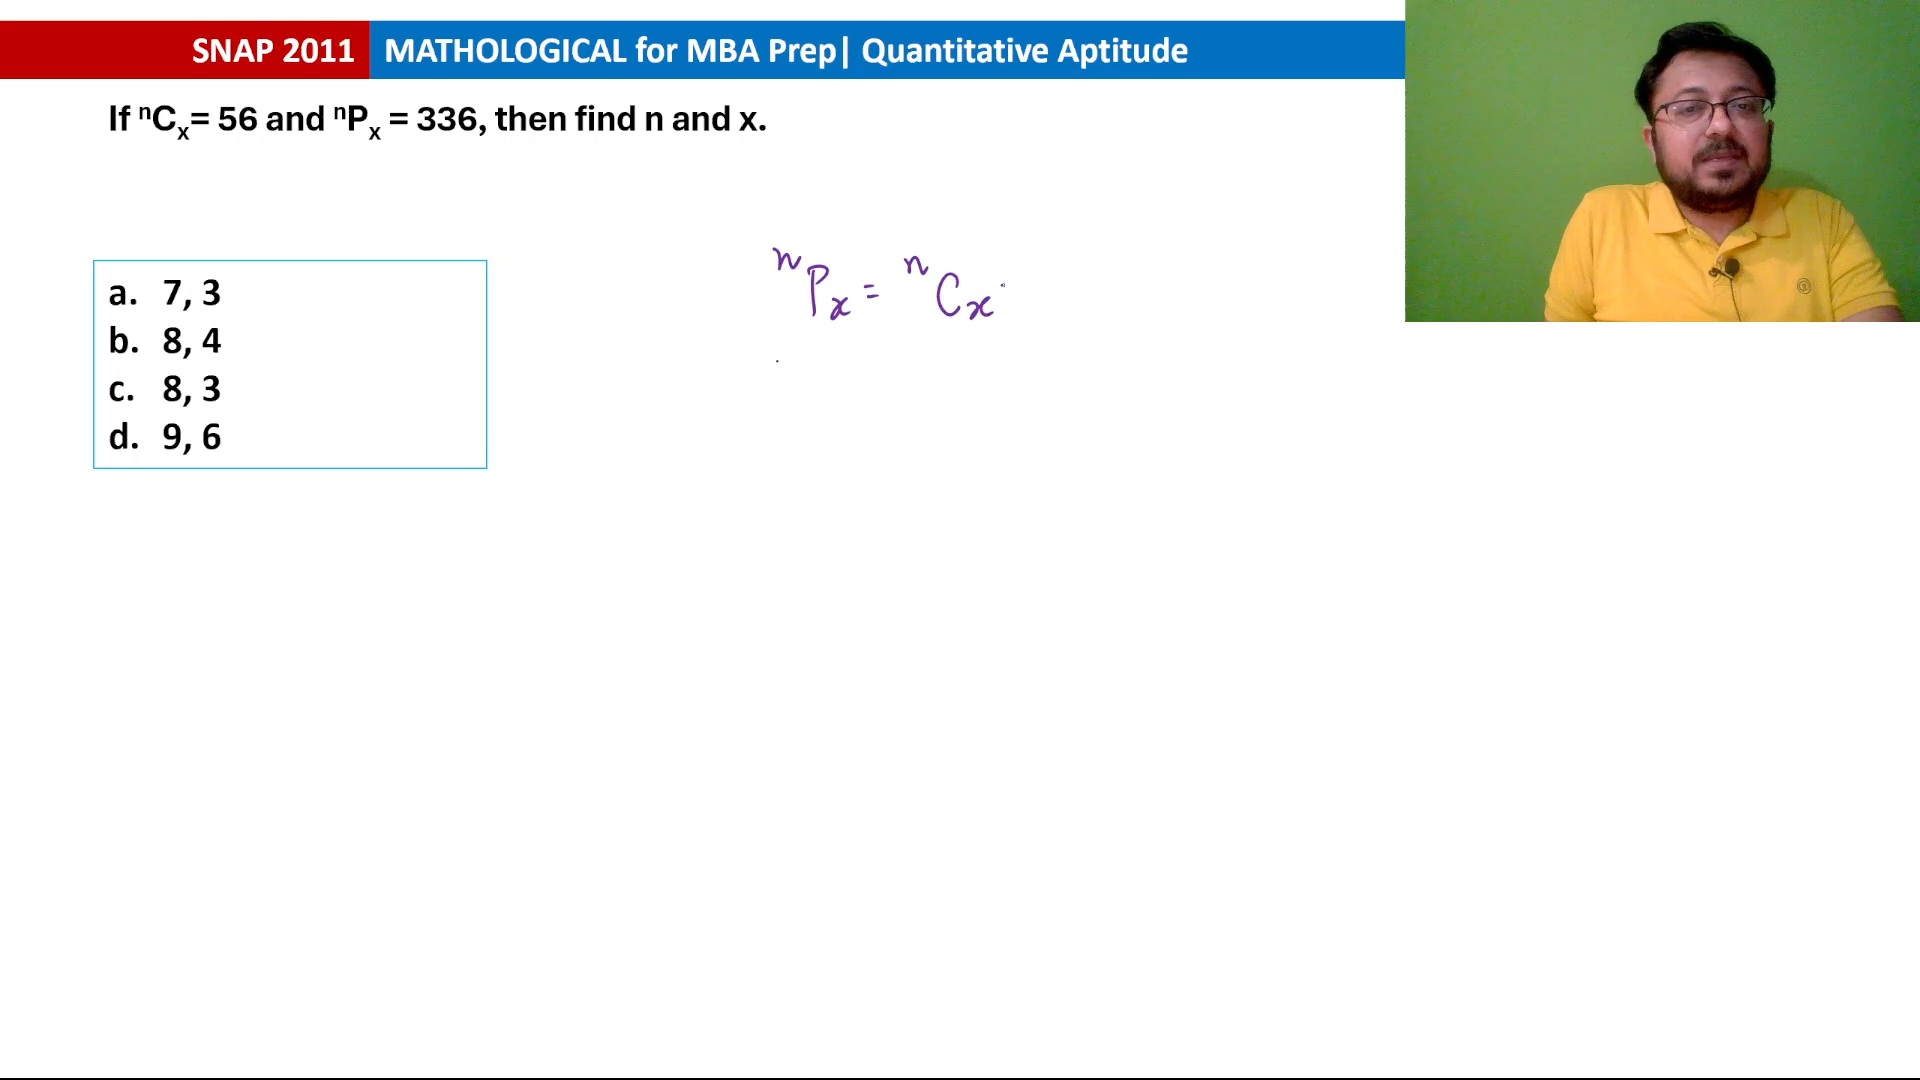 SNAP 2011 MATHOLOGICAL for MBA Prep| Quantitative Aptitude
If ⁿCₓ= 56 and ⁿPₓ = 336, then find n and x.
a. 7, 3
b. 8, 4
c. 8, 3
d. 9, 6
ⁿPₓ = ⁿCₓ